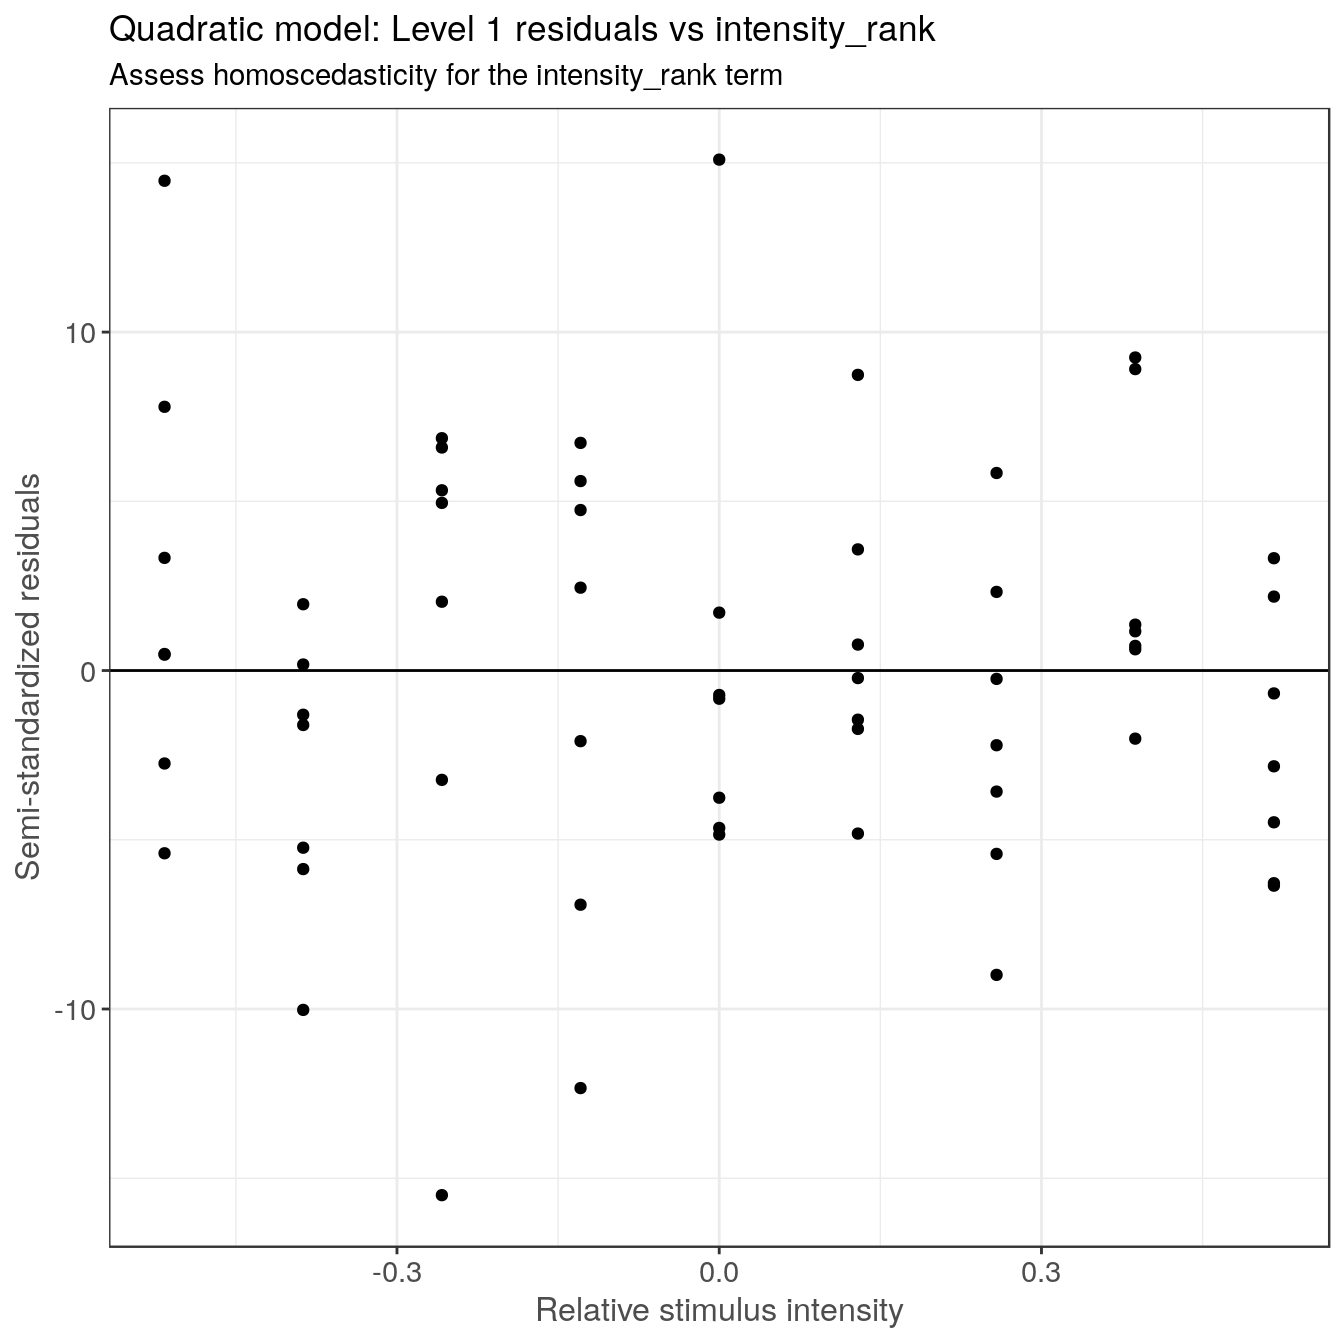 Quadratic model: Level 1 residuals vs intensity_rank
Assess homoscedasticity for the intensity_rank term
Semi-standardized residuals
10
0
-10
-0.3
0.0
0.3
Relative stimulus intensity